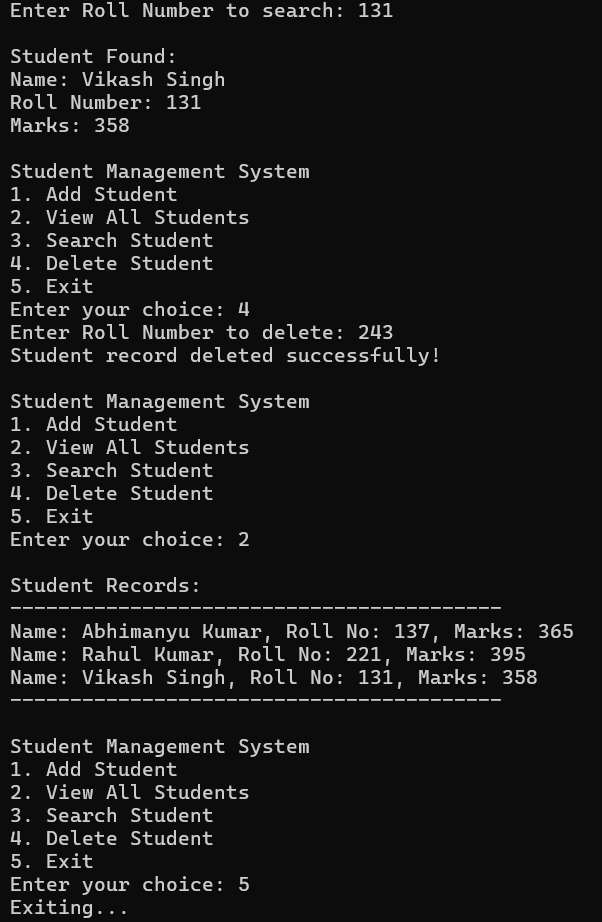 Enter Roll Number to search: 131
Student Found:
Name: Vikash Singh
Roll Number: 131
Marks: 358
Student Management System
1. Add Student
2. View All Students
3. Search Student
4. Delete Student
5. Exit
Enter your choice: 4
Enter Roll Number to delete: 243
Student record deleted successfully!
Student Management System
1. Add Student
2. View All Students
3. Search Student
4. Delete Student
5. Exit
Enter your choice: 2
Student Records:
-----------------------------------------
Name: Abhimanyu Kumar, Roll No: 137, Marks: 365
Name: Rahul Kumar, Roll No: 221, Marks: 395
Name: Vikash Singh, Roll No: 131, Marks: 358
-----------------------------------------
Student Management System
1. Add Student
2. View All Students
3. Search Student
4. Delete Student
5. Exit
Enter your choice: 5
Exiting...